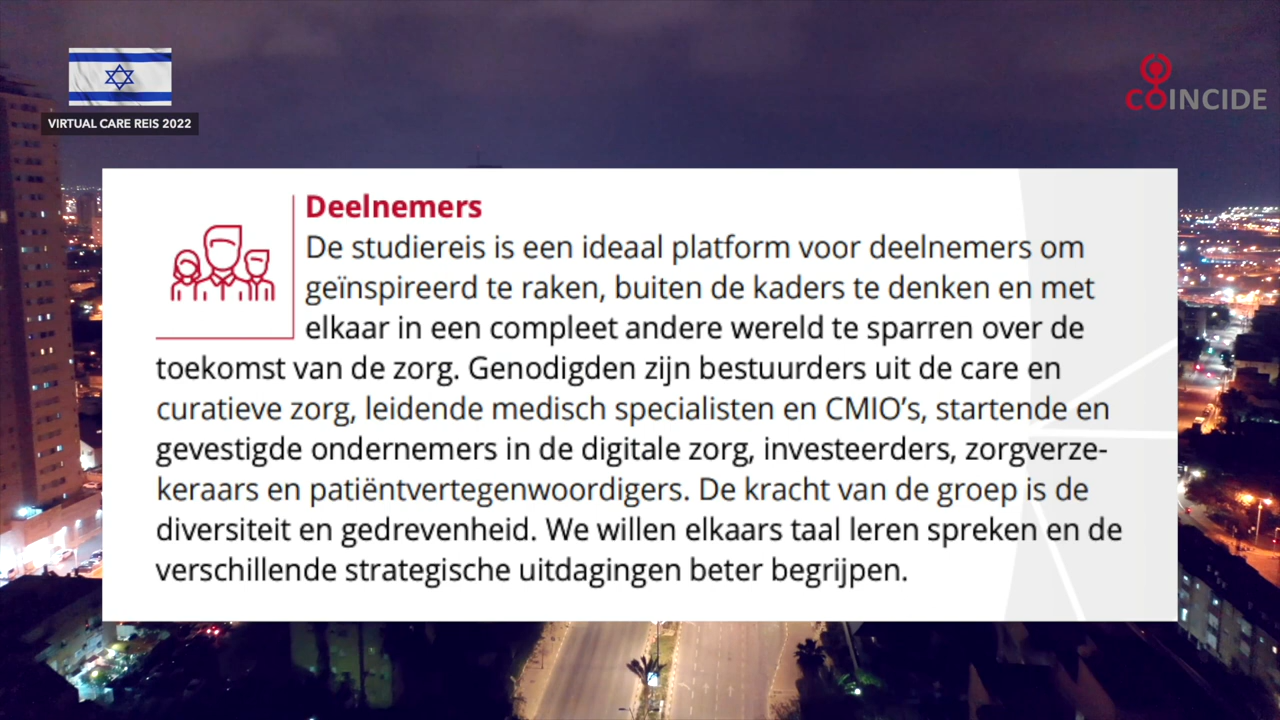 VIRTUAL CARE REIS 2022
COINCIDE
Deelnemers
De studiereis is een ideaal platform voor deelnemers om
geïnspireerd te raken, buiten de kaders te denken en met
elkaar in een compleet andere wereld te sparren over de
toekomst van de zorg. Genodigden zijn bestuurders uit de care en
curatieve zorg, leidende medisch specialisten en CMIO’s, startende en
gevestigde ondernemers in de digitale zorg, investeerders, zorgverze-
keraars en patiëntvertegenwoordigers. De kracht van de groep is de
diversiteit en gedrevenheid. We willen elkaars taal leren spreken en de
verschillende strategische uitdagingen beter begrijpen.